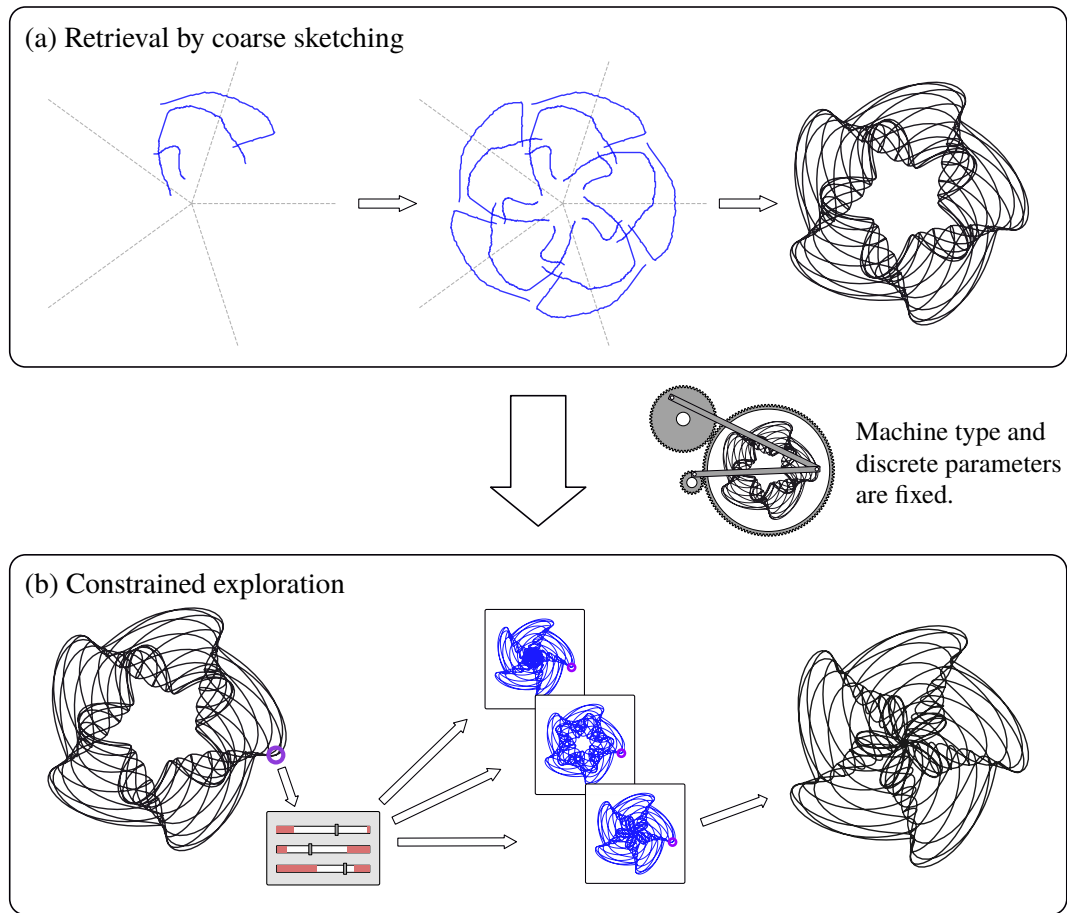 (a) Retrieval by coarse sketching
Machine type and
discrete parameters
are fixed.
(b) Constrained exploration